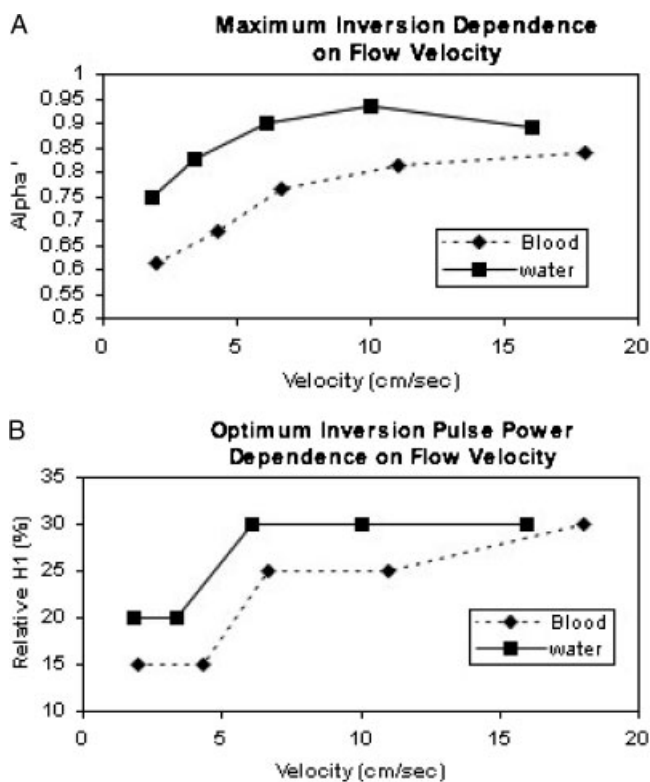 A
Maximum Inversion Dependence
on Flow Velocity
Alpha'
1
0.95
0.9
0.85
0.8
0.75
0.7
0.65
0.6
0.55
0.5
Blood
water
0 5 10 15 20
Velocity (cm/sec)
B
Optimum Inversion Pulse Power
Dependence on Flow Velocity
Relative H1 (%)
35
30
25
20
15
10
Blood
water
0 5 10 15 20
Velocity (cm/sec)